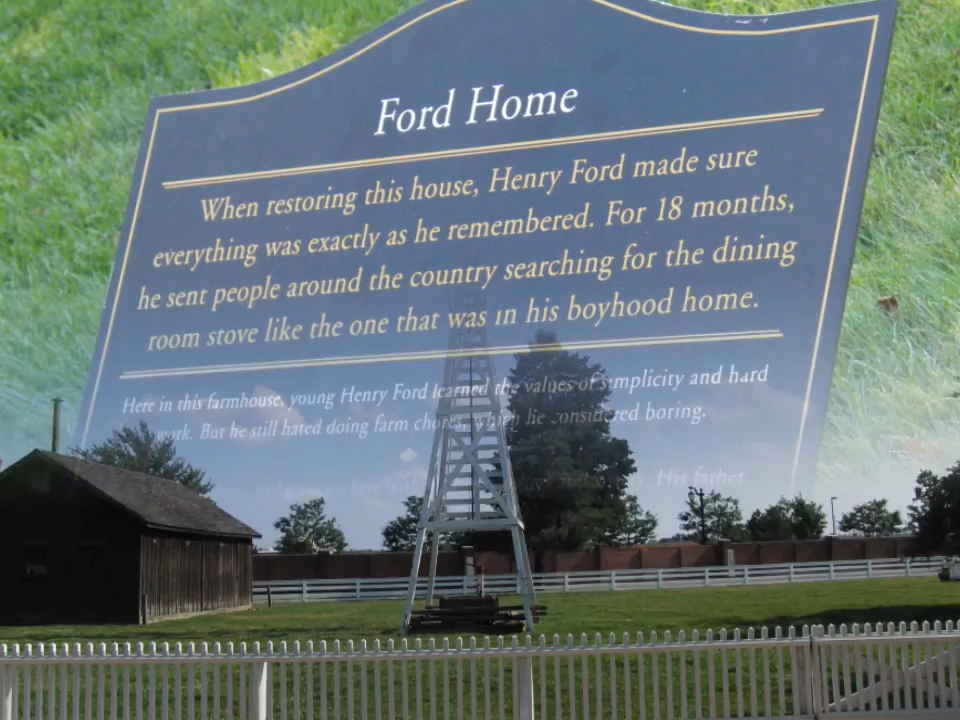 Ford Home
When restoring this house, Henry Ford made sure
everything was exactly as he remembered. For 18 months,
he sent people around the country searching for the dining
room stove like the one that was in his boyhood home.
Here in this farmhouse, young Henry Ford learned the values of simplicity and hard
work. But he still hated doing farm chores, which he considered boring.
His father